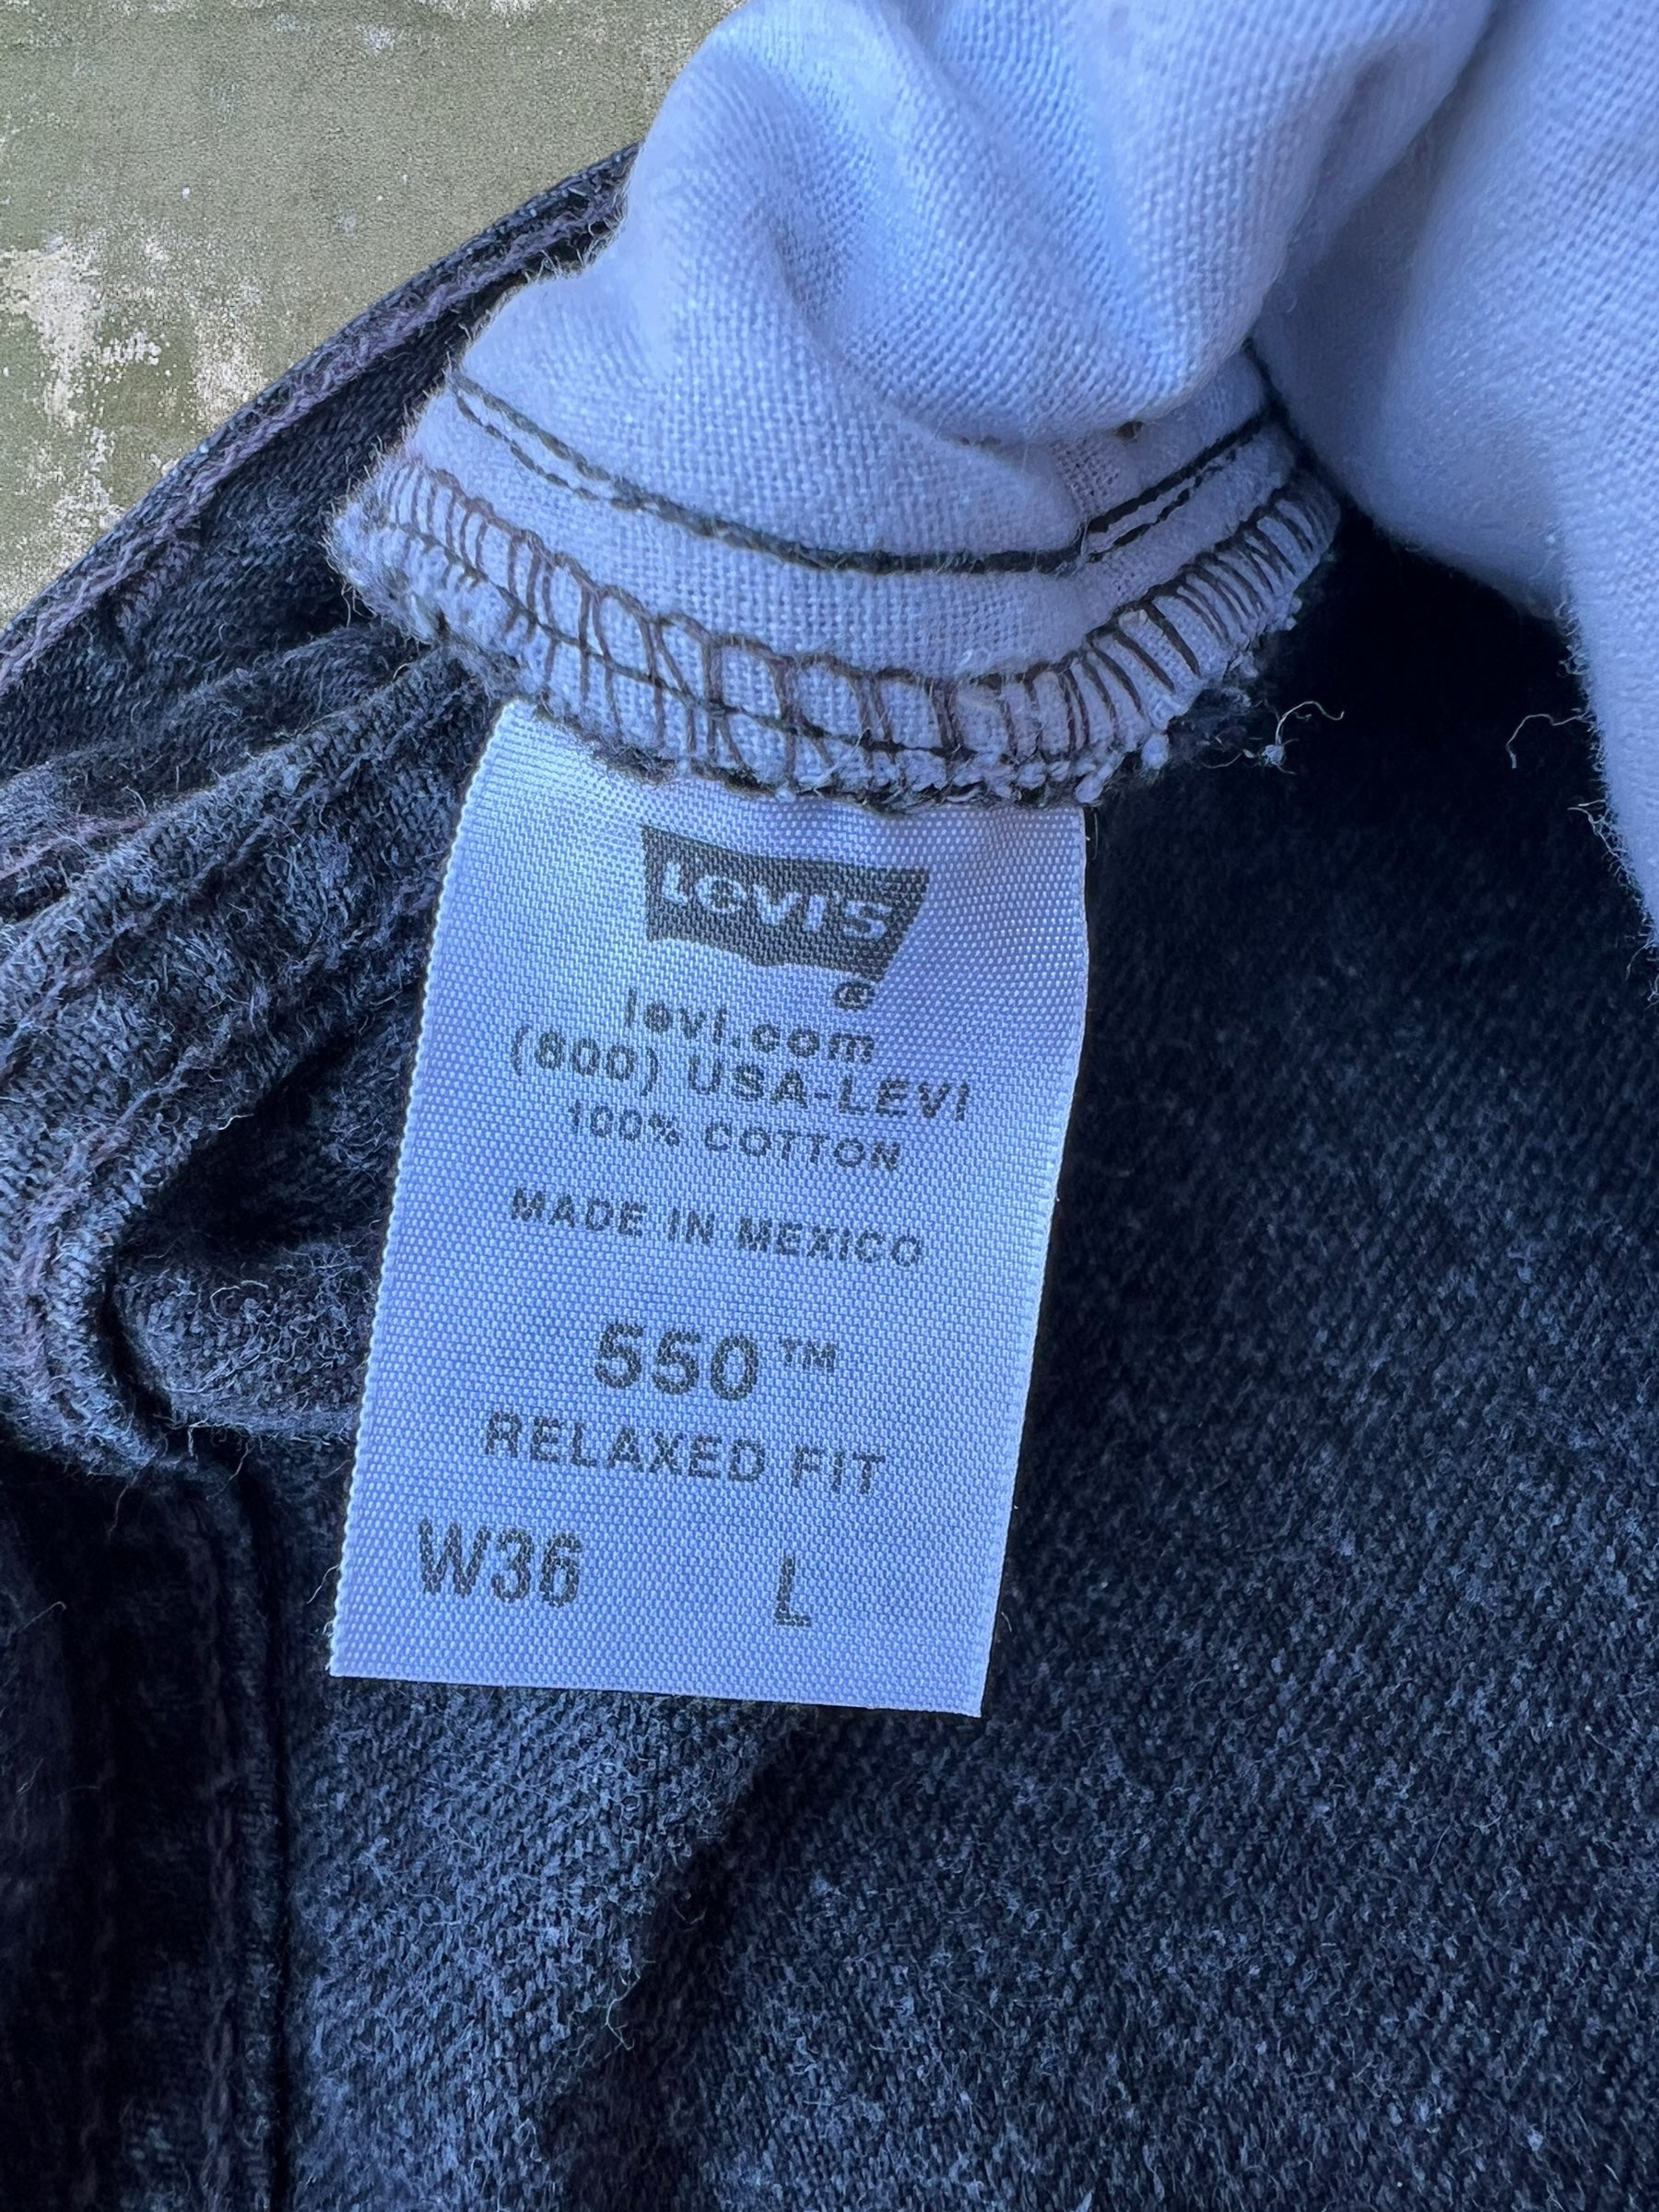 Levi's
®
levi.com
(800) USA-LEVI
100% COTTON
MADE IN MEXICO
550™
RELAXED FIT
W36 L